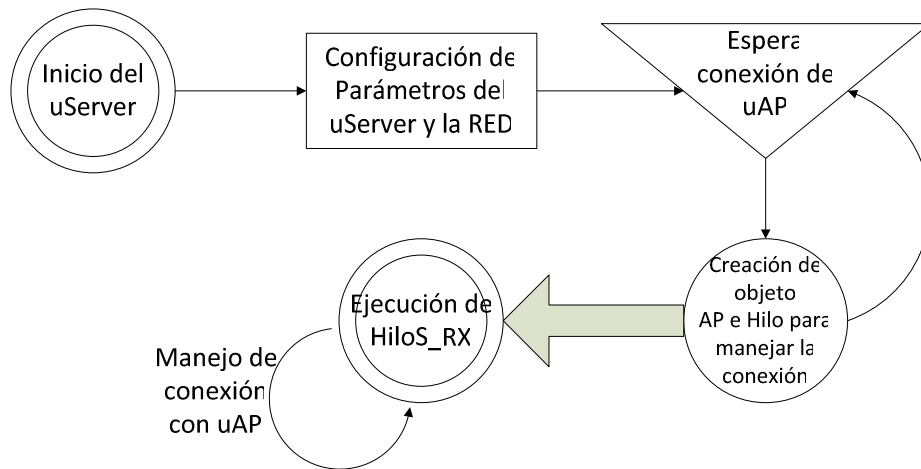 Inicio del
uServer
Configuración de
Parámetros del
uServer y la RED
Espera
conexión de
uAP
Creación de
objeto
AP e Hilo para
manejar la
conexión
Ejecución de
HiloS_RX
Manejo de
conexión
con uAP